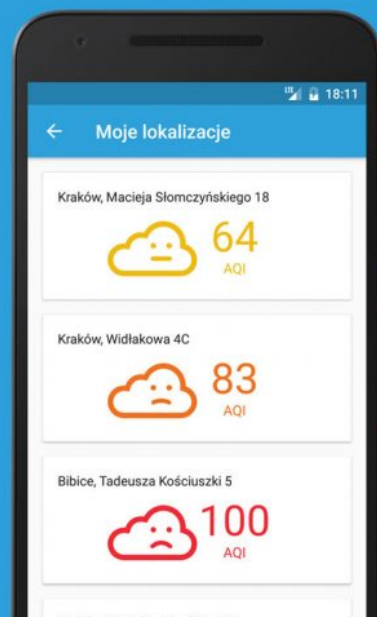 LTE 18:11
Moje lokalizacje
Kraków, Macieja Słomczyńskiego 18
64
AQI
Kraków, Widłakowa 4C
83
AQI
Bibice, Tadeusza Kościuszki 5
100
AQI